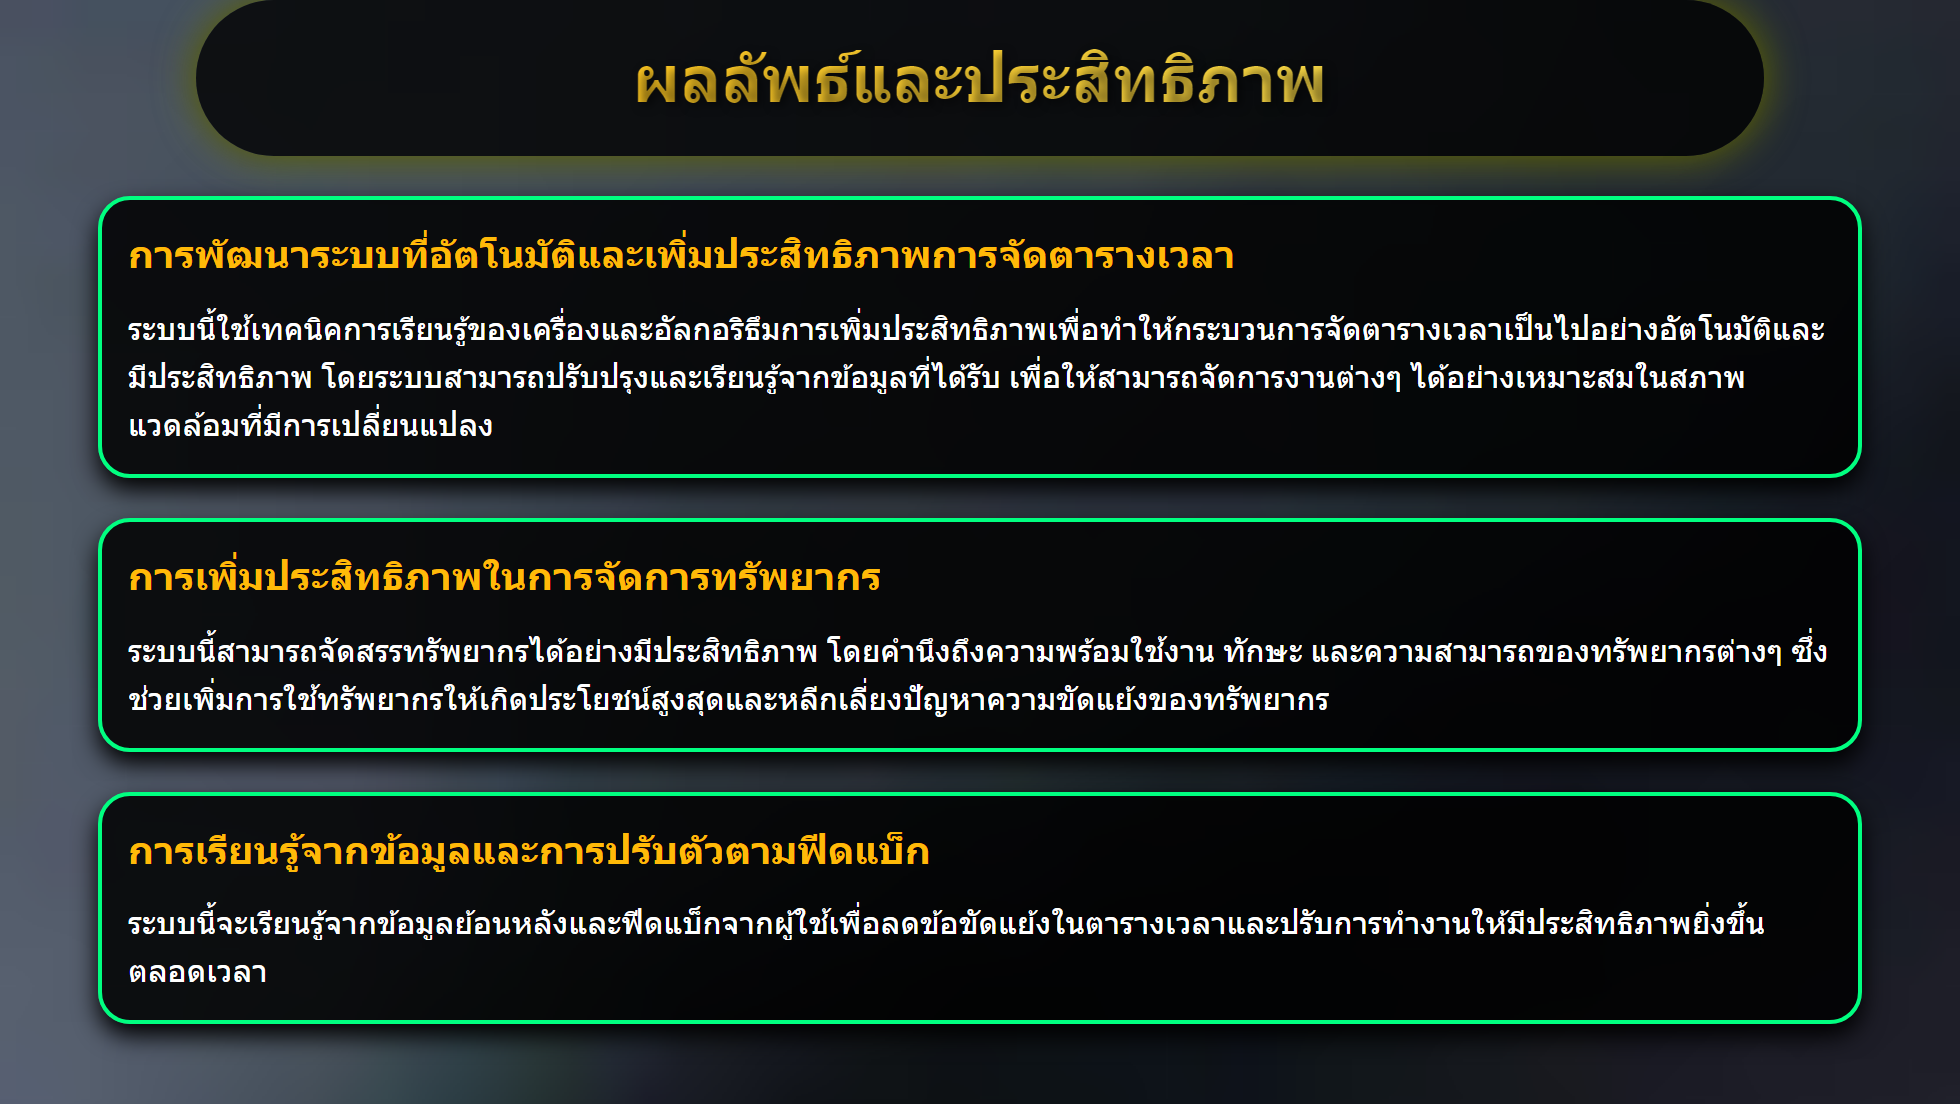 ผลลัพธ์และประสิทธิภาพ
การพัฒนาระบบที่อัตโนมัติและเพิ่มประสิทธิภาพการจัดตารางเวลา
ระบบนี้ใช้เทคนิคการเรียนรู้ของเครื่องและอัลกอริธึมการเพิ่มประสิทธิภาพเพื่อทำให้กระบวนการจัดตารางเวลาเป็นไปอย่างอัตโนมัติและ
มีประสิทธิภาพ โดยระบบสามารถปรับปรุงและเรียนรู้จากข้อมูลที่ได้รับ เพื่อให้สามารถจัดการงานต่างๆ ได้อย่างเหมาะสมในสภาพ
แวดล้อมที่มีการเปลี่ยนแปลง
การเพิ่มประสิทธิภาพในการจัดการทรัพยากร
ระบบนี้สามารถจัดสรรทรัพยากรได้อย่างมีประสิทธิภาพ โดยคำนึงถึงความพร้อมใช้งาน ทักษะ และความสามารถของทรัพยากรต่างๆ ซึ่ง
ช่วยเพิ่มการใช้ทรัพยากรให้เกิดประโยชน์สูงสุดและหลีกเลี่ยงปัญหาความขัดแย้งของทรัพยากร
การเรียนรู้จากข้อมูลและการปรับตัวตามฟีดแบ็ก
ระบบนี้จะเรียนรู้จากข้อมูลย้อนหลังและฟีดแบ็กจากผู้ใช้เพื่อลดข้อขัดแย้งในตารางเวลาและปรับการทำงานให้มีประสิทธิภาพยิ่งขึ้น
ตลอดเวลา